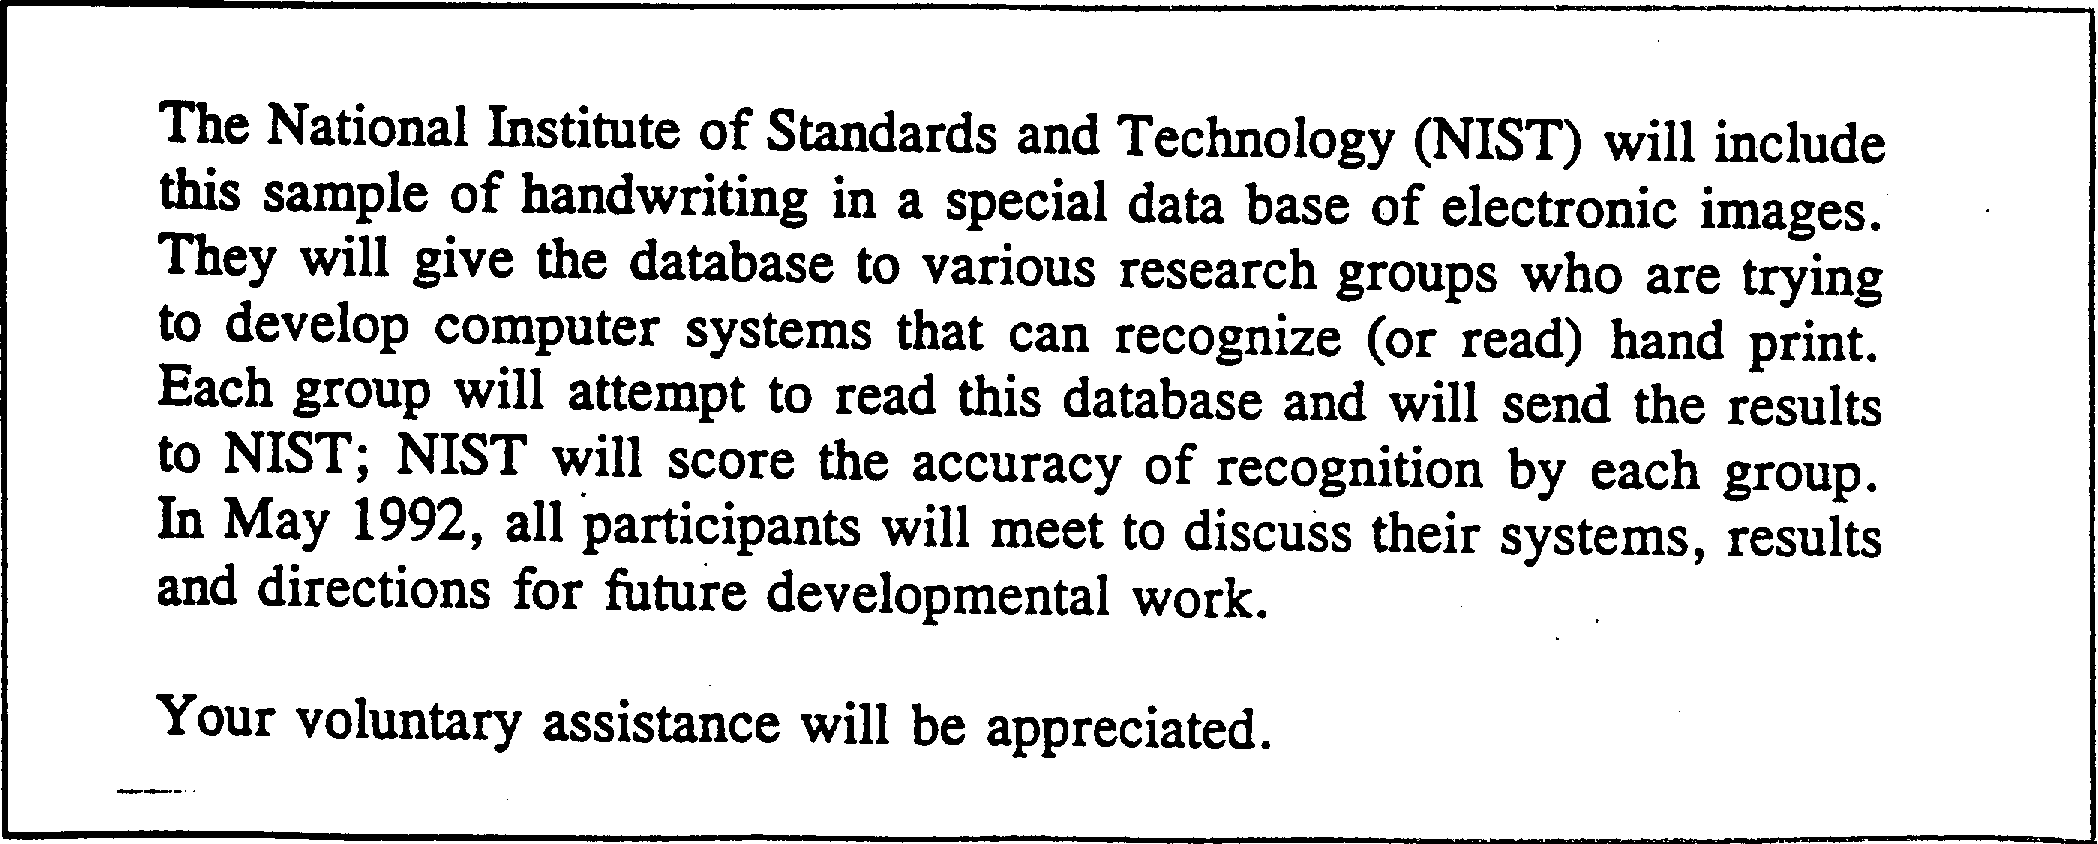 The National Institute of Standards and Technology (NIST) will include
this sample of handwriting in a special data base of electronic images.
They will give the database to various research groups who are trying
to develop computer systems that can recognize (or read) hand print.
Each group will attempt to read this database and will send the results
to NIST; NIST will score the accuracy of recognition by each group.
In May 1992, all participants will meet to discuss their systems, results
and directions for future developmental work.
Your voluntary assistance will be appreciated.